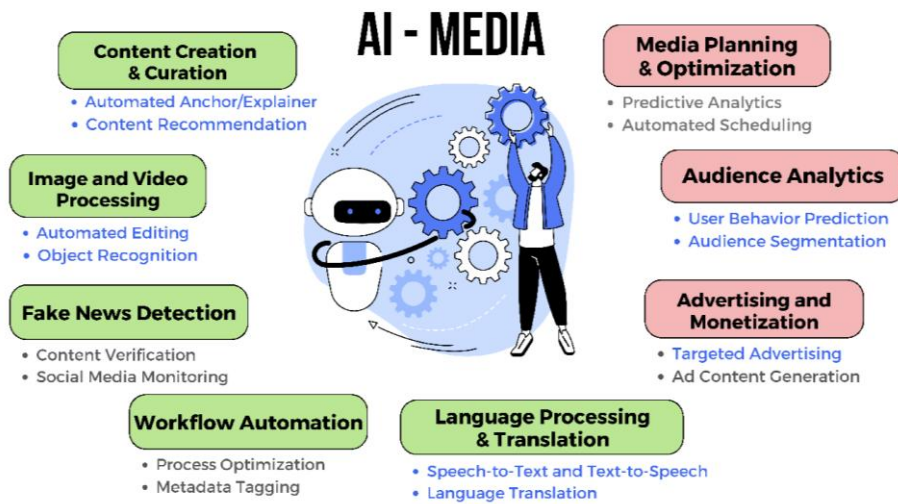 AI - MEDIA
Content Creation
& Curation
• Automated Anchor/Explainer
• Content Recommendation
Image and Video
Processing
• Automated Editing
• Object Recognition
Fake News Detection
• Content Verification
• Social Media Monitoring
Workflow Automation
• Process Optimization
• Metadata Tagging
Language Processing
& Translation
• Speech-to-Text and Text-to-Speech
• Language Translation
Media Planning
& Optimization
• Predictive Analytics
• Automated Scheduling
Audience Analytics
• User Behavior Prediction
• Audience Segmentation
Advertising and
Monetization
• Targeted Advertising
• Ad Content Generation